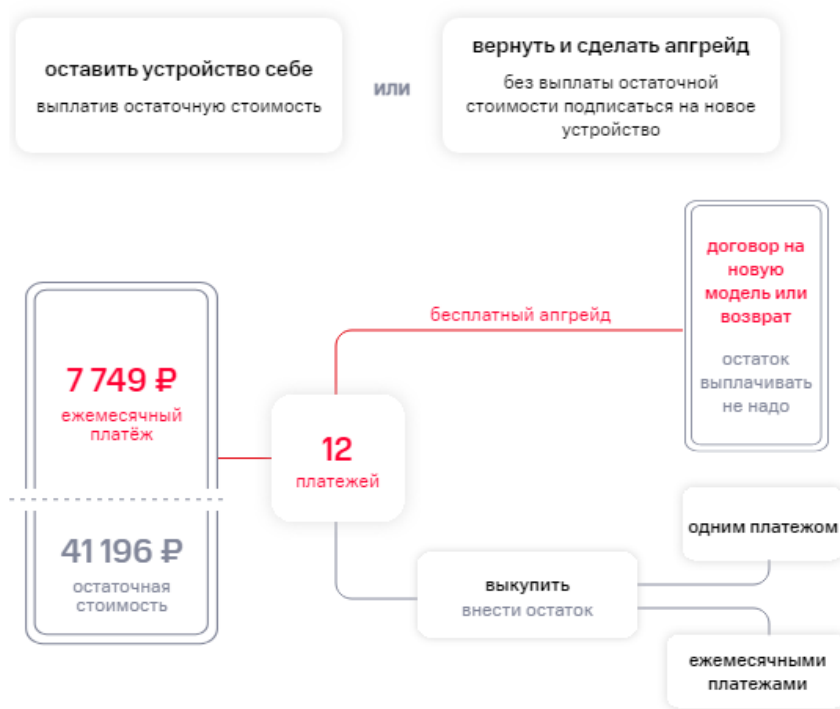 оставить устройство себе
выплатив остаточную стоимость
или
вернуть и сделать апгрейд
без выплаты остаточной
стоимости подписаться на новое
устройство
договор на
новую
модель или
возврат
остаток
выплачивать
не надо
бесплатный апгрейд
7 749 ₽
ежемесячный
платёж
12
платежей
41 196 ₽
остаточная
стоимость
выкупить
внести остаток
одним платежом
ежемесячными
платежами